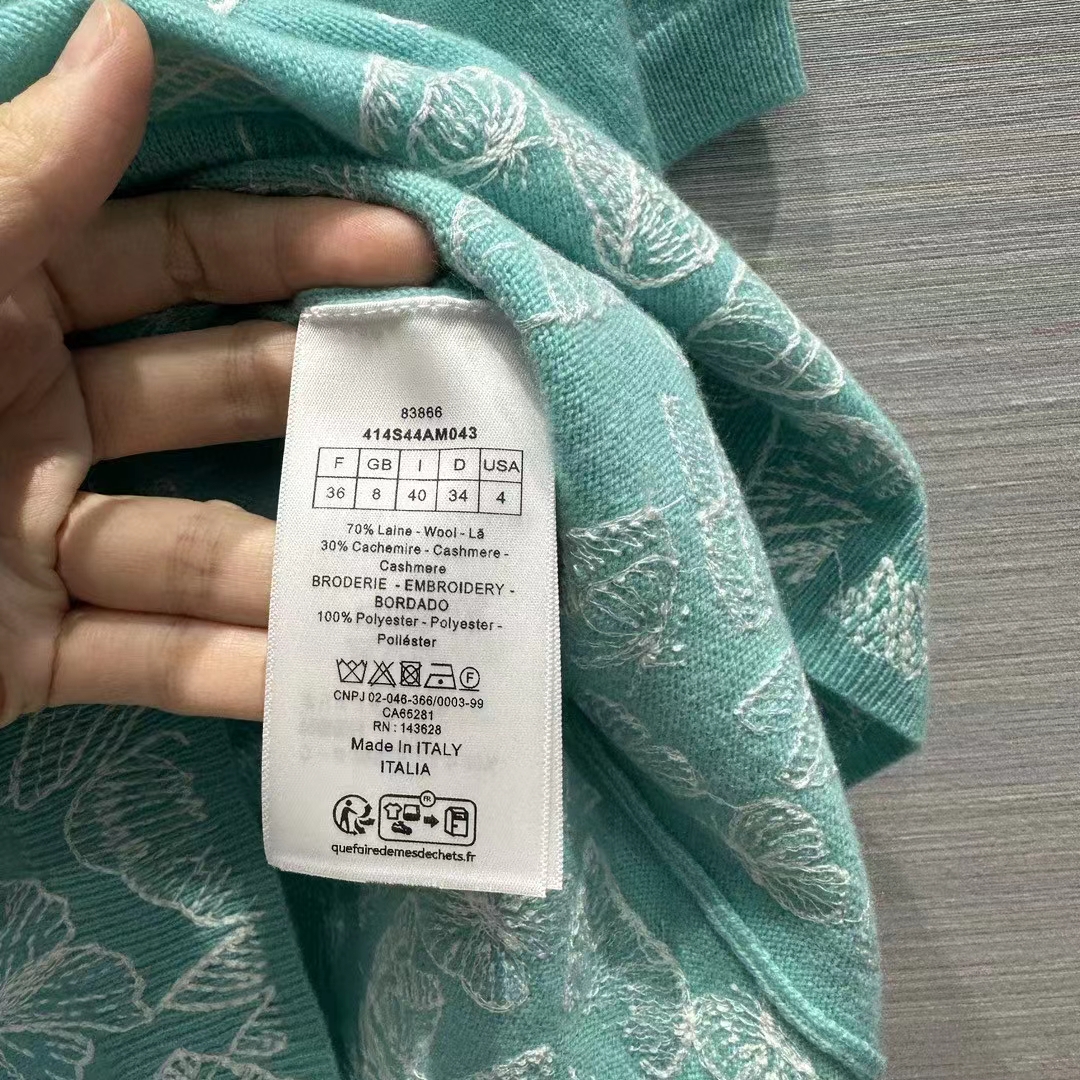 83866
414S44AM043
F GB I D USA
36 8 40 34 4
70% Laine - Wool - Lã
30% Cachemire - Cashmere -
Cashmere
BRODERIE - EMBROIDERY -
BORDADO
100% Polyester - Polyester -
Poliéster
F
CNPJ 02-046-366/0003-99
CA65281
RN : 143628
Made In ITALY
ITALIA
FR
quefairedemesdechets.fr